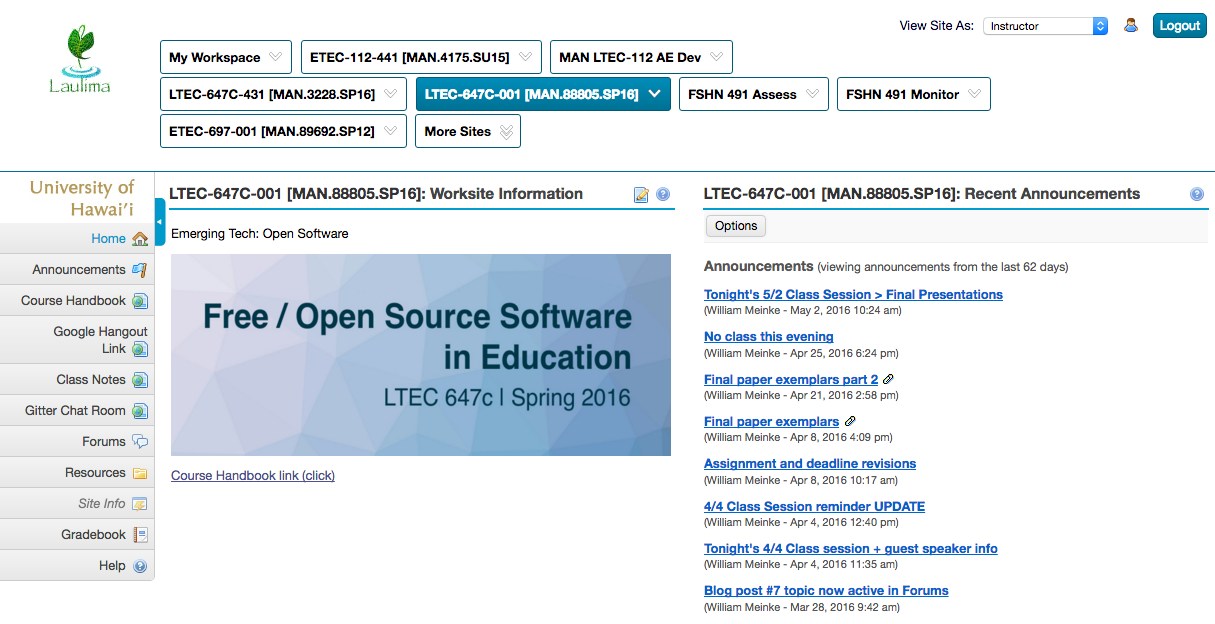 View Site As: Instructor Logout
Laulima
My Workspace ETEC-112-441 [MAN.4175.SU15] MAN LTEC-112 AE Dev
LTEC-647C-431 [MAN.3228.SP16] LTEC-647C-001 [MAN.88805.SP16] FSHN 491 Assess FSHN 491 Monitor
ETEC-697-001 [MAN.89692.SP12] More Sites
University of
Hawai‘i
Home
Announcements
Course Handbook
Google Hangout
Link
Class Notes
Gitter Chat Room
Forums
Resources
Site Info
Gradebook
Help
LTEC-647C-001 [MAN.88805.SP16]: Worksite Information
Emerging Tech: Open Software
Free / Open Source Software
in Education
LTEC 647c | Spring 2016
Course Handbook link (click)
LTEC-647C-001 [MAN.88805.SP16]: Recent Announcements
Options
Announcements (viewing announcements from the last 62 days)
Tonight's 5/2 Class Session > Final Presentations
(William Meinke - May 2, 2016 10:24 am)
No class this evening
(William Meinke - Apr 25, 2016 6:24 pm)
Final paper exemplars part 2
(William Meinke - Apr 21, 2016 2:58 pm)
Final paper exemplars
(William Meinke - Apr 8, 2016 4:09 pm)
Assignment and deadline revisions
(William Meinke - Apr 8, 2016 10:17 am)
4/4 Class Session reminder UPDATE
(William Meinke - Apr 4, 2016 12:40 pm)
Tonight's 4/4 Class session + guest speaker info
(William Meinke - Apr 4, 2016 11:35 am)
Blog post #7 topic now active in Forums
(William Meinke - Mar 28, 2016 9:42 am)